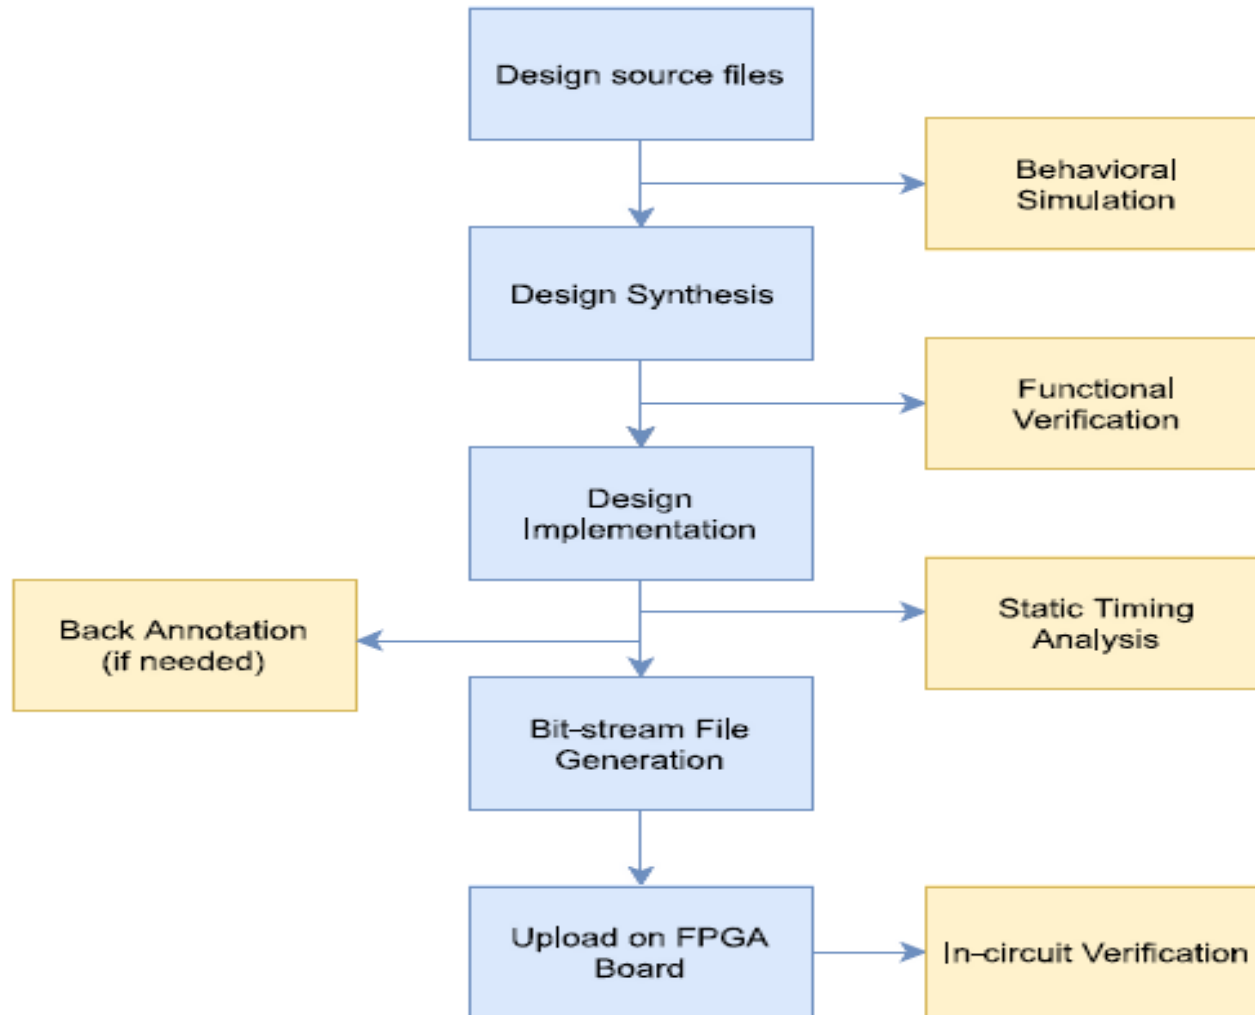 Design source files
Behavioral
Simulation
Design Synthesis
Functional
Verification
Design
Implementation
Back Annotation
(if needed)
Static Timing
Analysis
Bit-stream File
Generation
Upload on FPGA
Board
In-circuit Verification